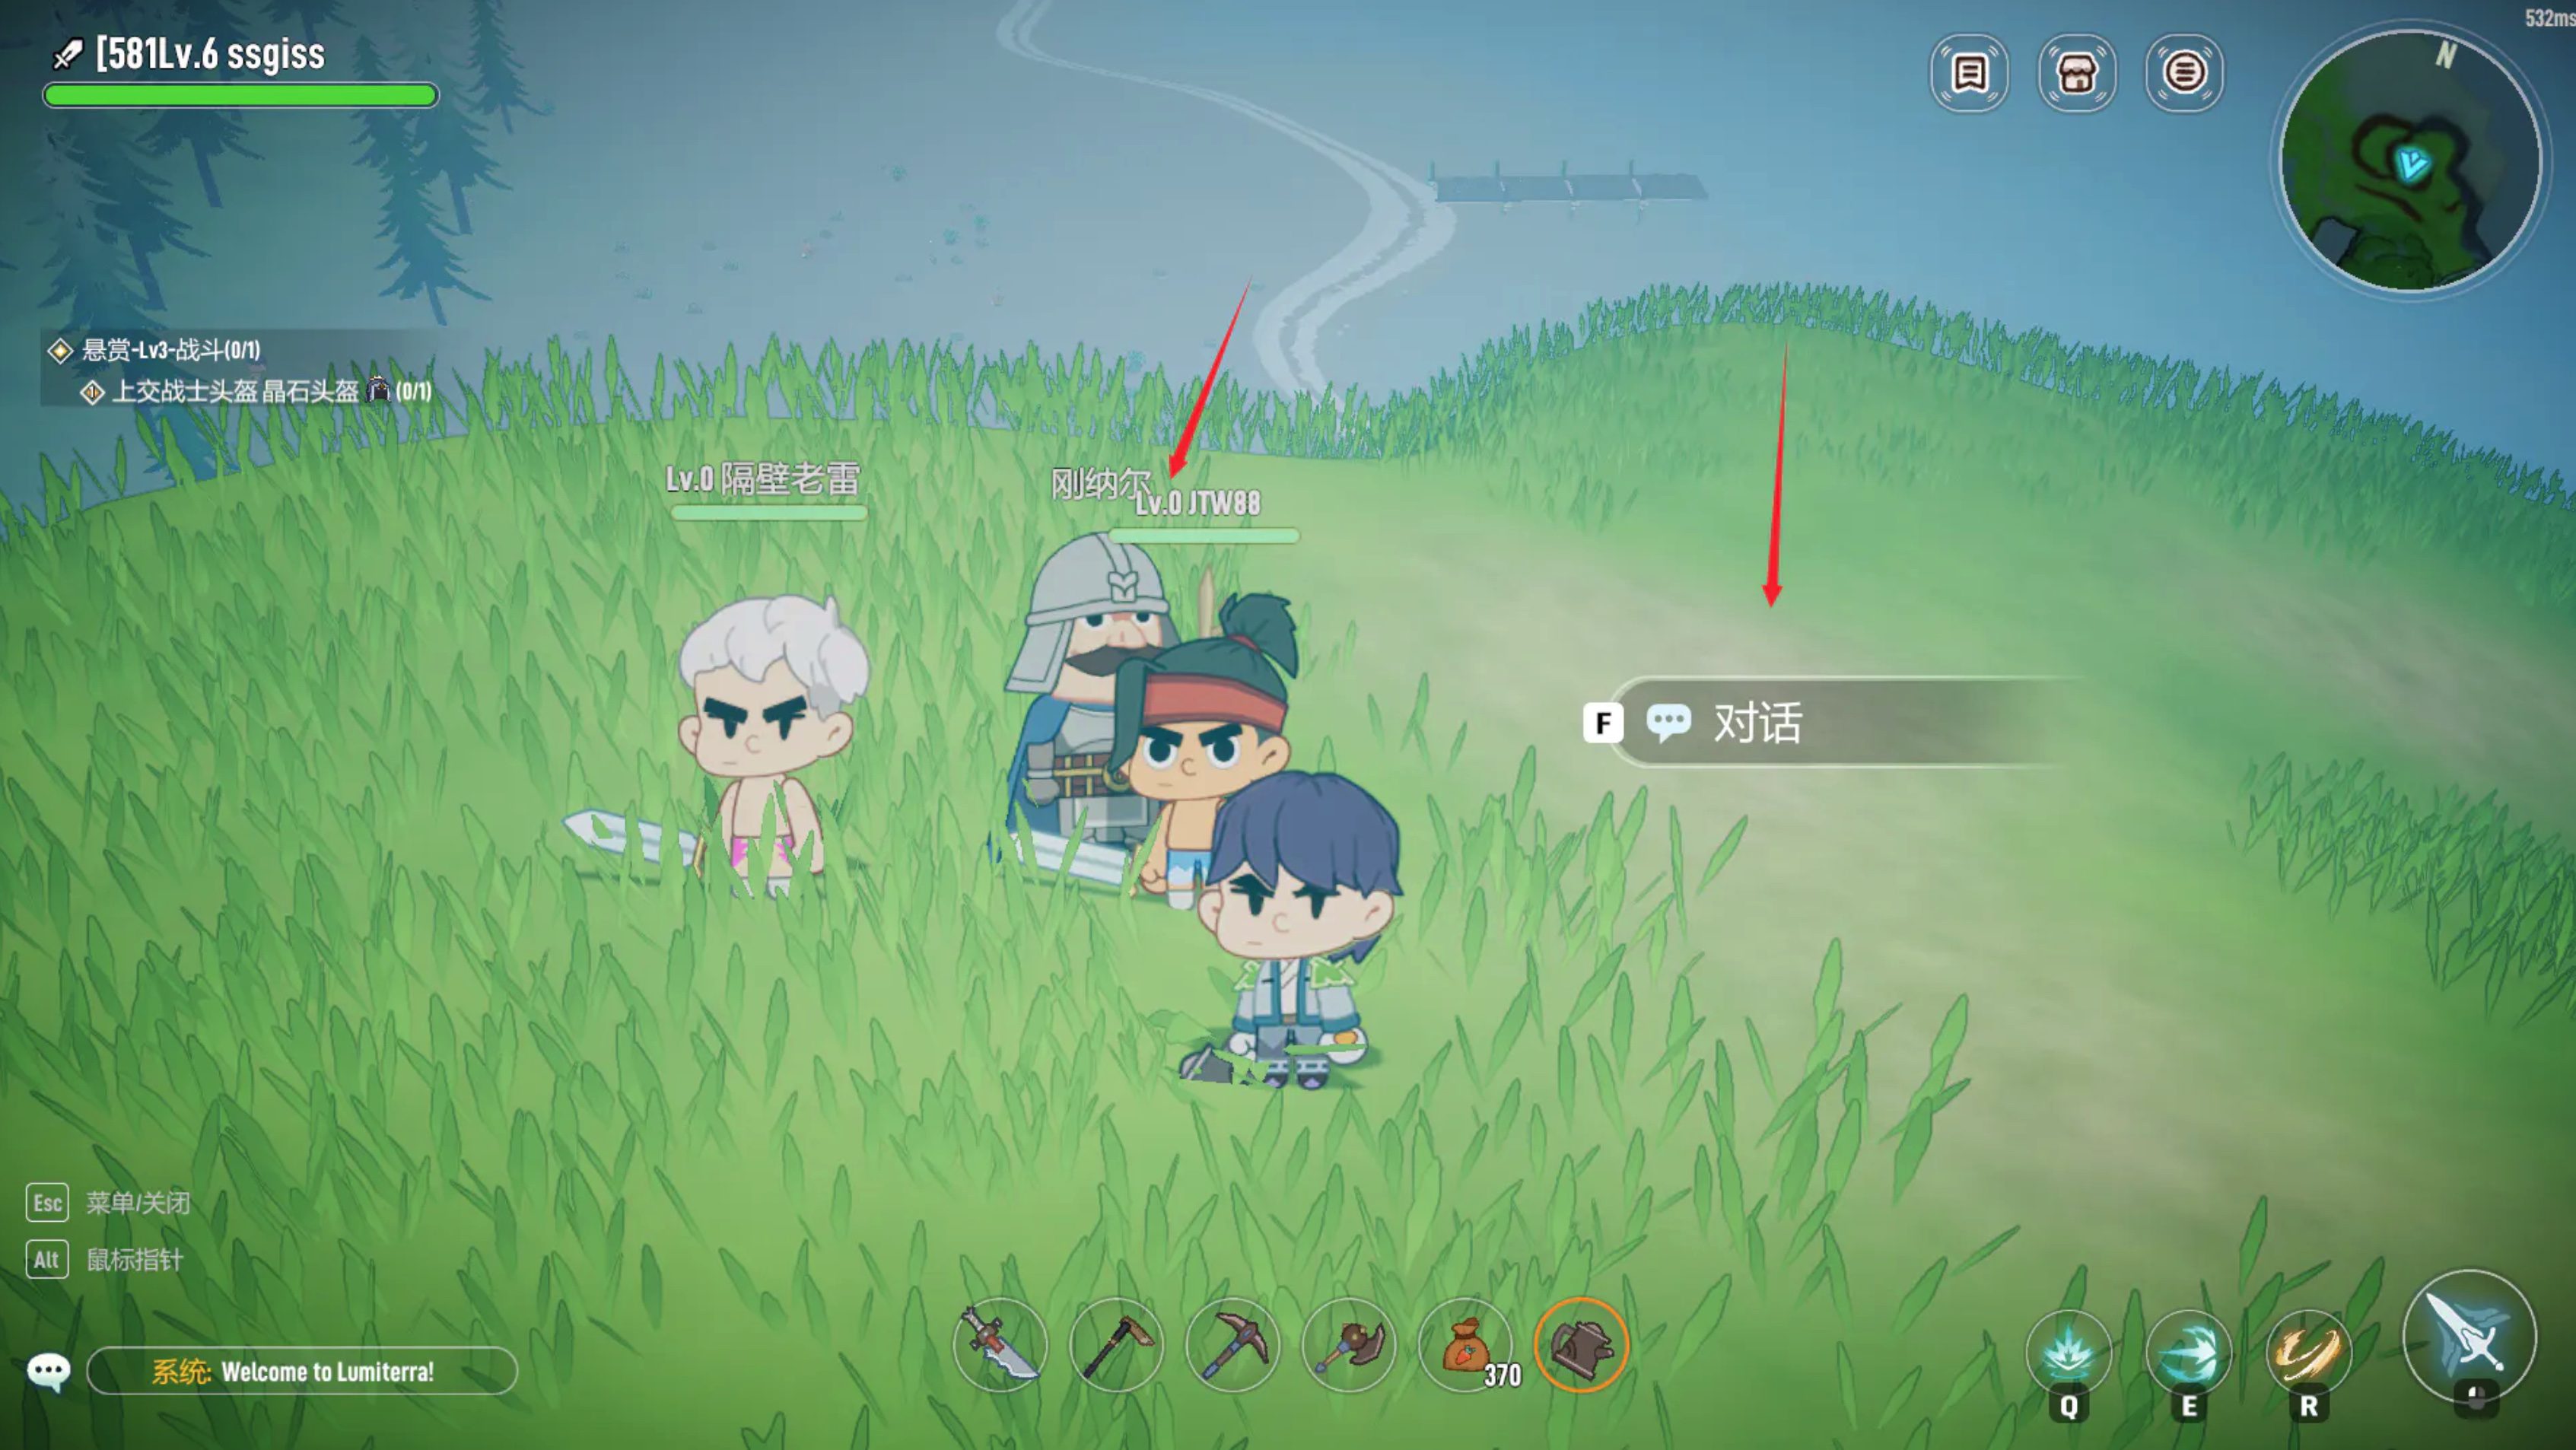 532ms
[581Lv.6 ssgiss
N
悬赏-Lv3-战斗(0/1)
上交战士头盔 晶石头盔 (0/1)
Lv.0 隔壁老雷
刚纳尔
Lv.0 JTW88
F 对话
Esc 菜单/关闭
Alt 鼠标指针
系统: Welcome to Lumiterra!
370
Q E R